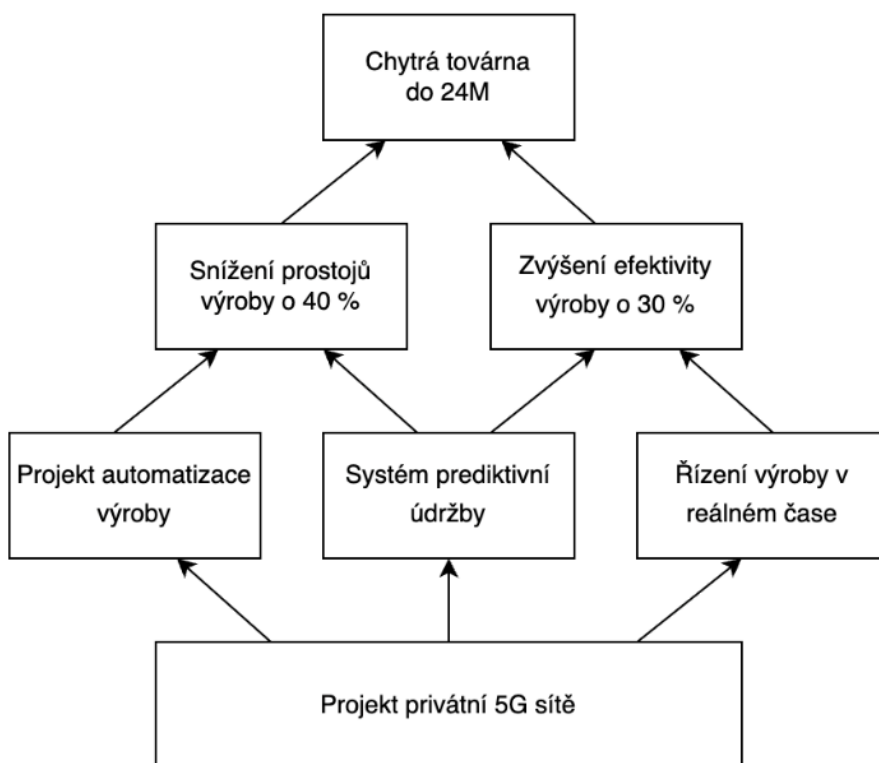 Chytrá továrna
do 24M
Snížení prostojů
výroby o 40 %
Zvýšení efektivity
výroby o 30 %
Projekt automatizace
výroby
Systém prediktivní
údržby
Řízení výroby v
reálném čase
Projekt privátní 5G sítě